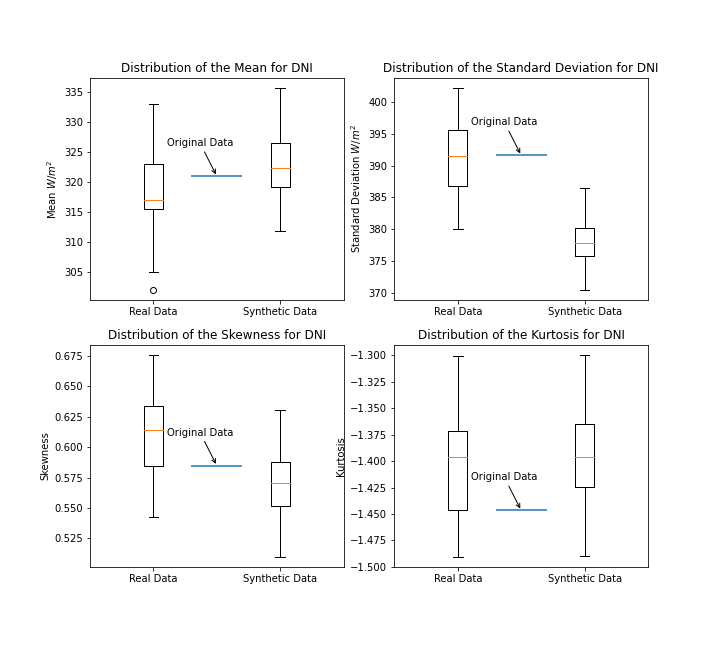 Distribution of the Mean for DNI
Mean W/m²
335
330
325
320
315
310
305
Original Data
Real Data
Synthetic Data
Distribution of the Standard Deviation for DNI
Standard Deviation W/m²
400
395
390
385
380
375
370
Original Data
Real Data
Synthetic Data
Distribution of the Skewness for DNI
Skewness
0.675
0.650
0.625
0.600
0.575
0.550
0.525
Original Data
Real Data
Synthetic Data
Distribution of the Kurtosis for DNI
Kurtosis
−1.300
−1.325
−1.350
−1.375
−1.400
−1.425
−1.450
−1.475
−1.500
Original Data
Real Data
Synthetic Data